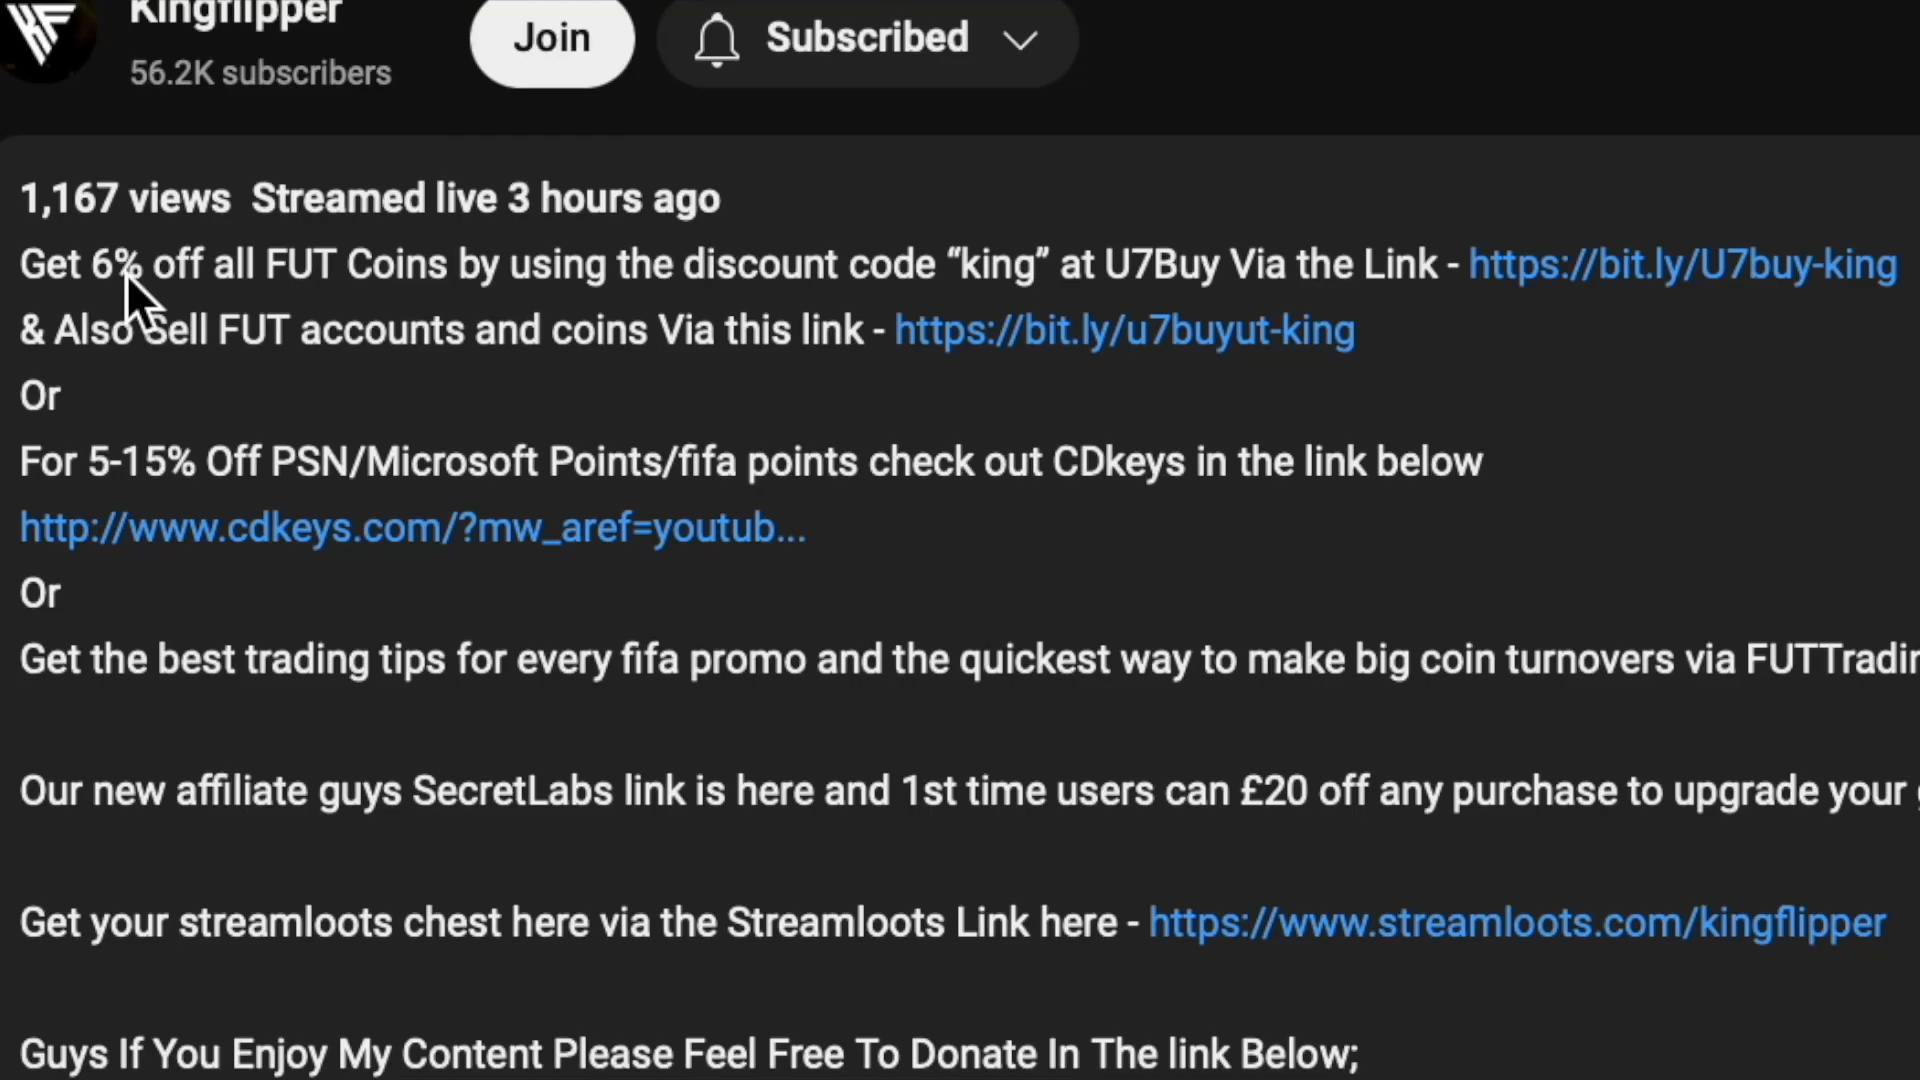 Kingflipper
Join
Subscribed
56.2K subscribers
1,167 views Streamed live 3 hours ago
Get 6% off all FUT Coins by using the discount code “king” at U7Buy Via the Link - https://bit.ly/U7buy-king
& Also Sell FUT accounts and coins Via this link - https://bit.ly/u7buyut-king
Or
For 5-15% Off PSN/Microsoft Points/fifa points check out CDkeys in the link below
http://www.cdkeys.com/?mw_aref=youtub...
Or
Get the best trading tips for every fifa promo and the quickest way to make big coin turnovers via
Our new affiliate guys SecretLabs link is here and 1st time users can £20 off any purchase to upgrade your
Get your streamloots chest here via the Streamloots Link here - https://www.streamloots.com/kingflipper
Guys If You Enjoy My Content Please Feel Free To Donate In The link Below;